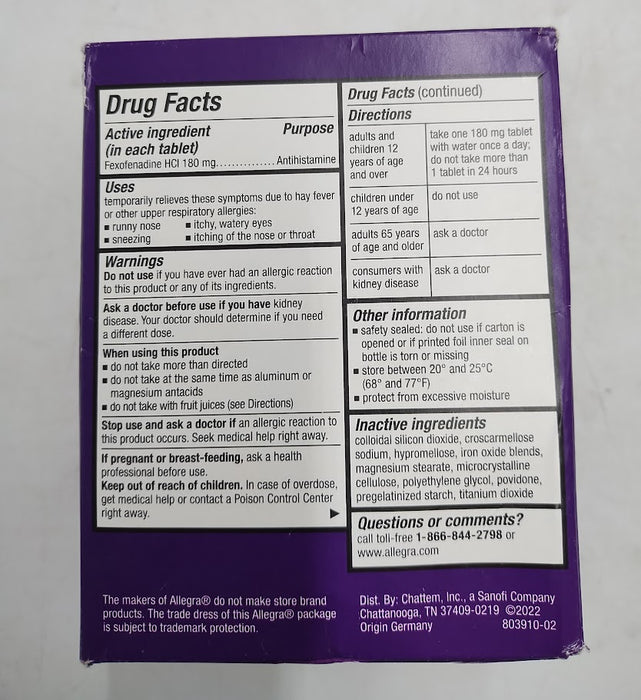 Drug Facts
Active ingredient Purpose
(in each tablet)
Fexofenadine HCl 180 mg............... Antihistamine
Uses
temporarily relieves these symptoms due to hay fever
or other upper respiratory allergies:
■ runny nose ■ itchy, watery eyes
■ sneezing ■ itching of the nose or throat
Warnings
Do not use if you have ever had an allergic reaction
to this product or any of its ingredients.
Ask a doctor before use if you have kidney
disease. Your doctor should determine if you need
a different dose.
When using this product
■ do not take more than directed
■ do not take at the same time as aluminum or
magnesium antacids
■ do not take with fruit juices (see Directions)
Stop use and ask a doctor if an allergic reaction to
this product occurs. Seek medical help right away.
If pregnant or breast-feeding, ask a health
professional before use.
Keep out of reach of children. In case of overdose,
get medical help or contact a Poison Control Center
right away. ▶
Drug Facts (continued)
Directions
adults and take one 180 mg tablet
children 12 with water once a day;
years of age do not take more than
and over 1 tablet in 24 hours
children under do not use
12 years of age
adults 65 years ask a doctor
of age and older
consumers with ask a doctor
kidney disease
Other information
■ safety sealed: do not use if carton is
opened or if printed foil inner seal on
bottle is torn or missing
■ store between 20° and 25°C
(68° and 77°F)
■ protect from excessive moisture
Inactive ingredients
colloidal silicon dioxide, croscarmellose
sodium, hypromellose, iron oxide blends,
magnesium stearate, microcrystalline
cellulose, polyethylene glycol, povidone,
pregelatinized starch, titanium dioxide
Questions or comments?
call toll-free 1-866-844-2798 or
www.allegra.com
The makers of Allegra® do not make store brand
products. The trade dress of this Allegra® package
is subject to trademark protection.
Dist. By: Chattem, Inc., a Sanofi Company
Chattanooga, TN 37409-0219 ©2022
Origin Germany 803910-02